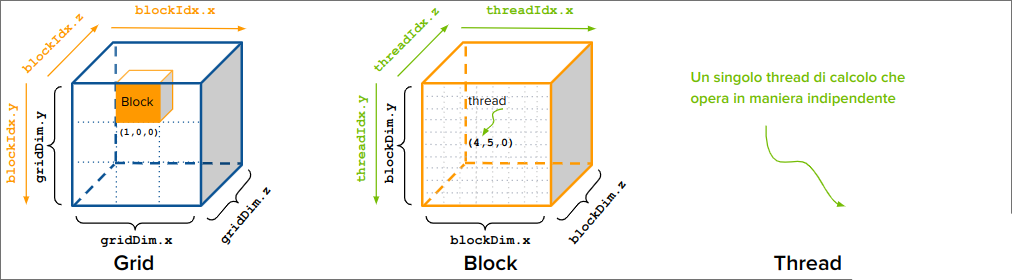 blockIdx.x
blockIdx.z
blockIdx.y
gridDim.y
Block
(1,0,0)
gridDim.z
gridDim.x
Grid
threadIdx.x
threadIdx.z
threadIdx.y
blockDim.y
thread
(4,5,0)
blockDim.z
blockDim.x
Block
Un singolo thread di calcolo che
opera in maniera indipendente
Thread